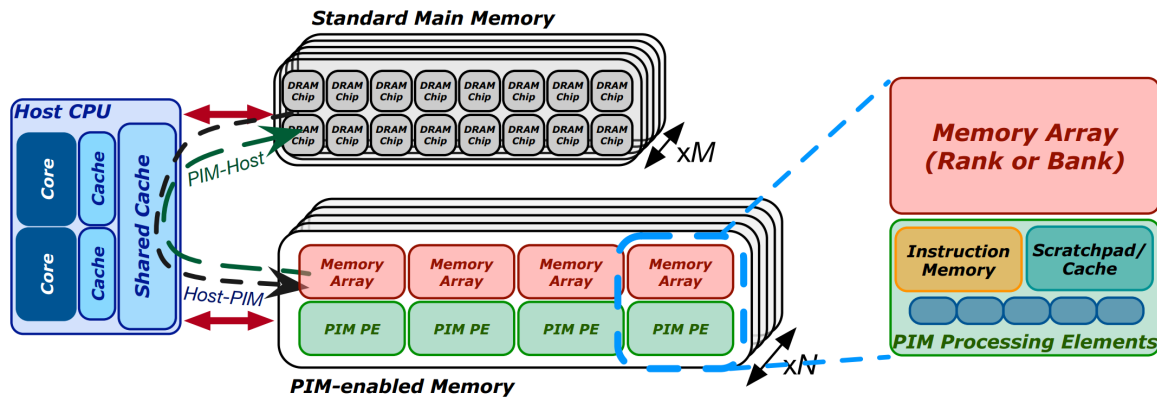 Standard Main Memory
Host CPU
Core
Cache
Core
Cache
Shared Cache
PIM-Host
Host-PIM
DRAM Chip DRAM Chip DRAM Chip DRAM Chip DRAM Chip DRAM Chip DRAM Chip DRAM Chip
DRAM Chip DRAM Chip DRAM Chip DRAM Chip DRAM Chip DRAM Chip DRAM Chip DRAM Chip
xM
Memory Array Memory Array Memory Array Memory Array
PIM PE PIM PE PIM PE PIM PE
xN
PIM-enabled Memory
Memory Array
(Rank or Bank)
Instruction
Memory
Scratchpad/
Cache
PIM Processing Elements